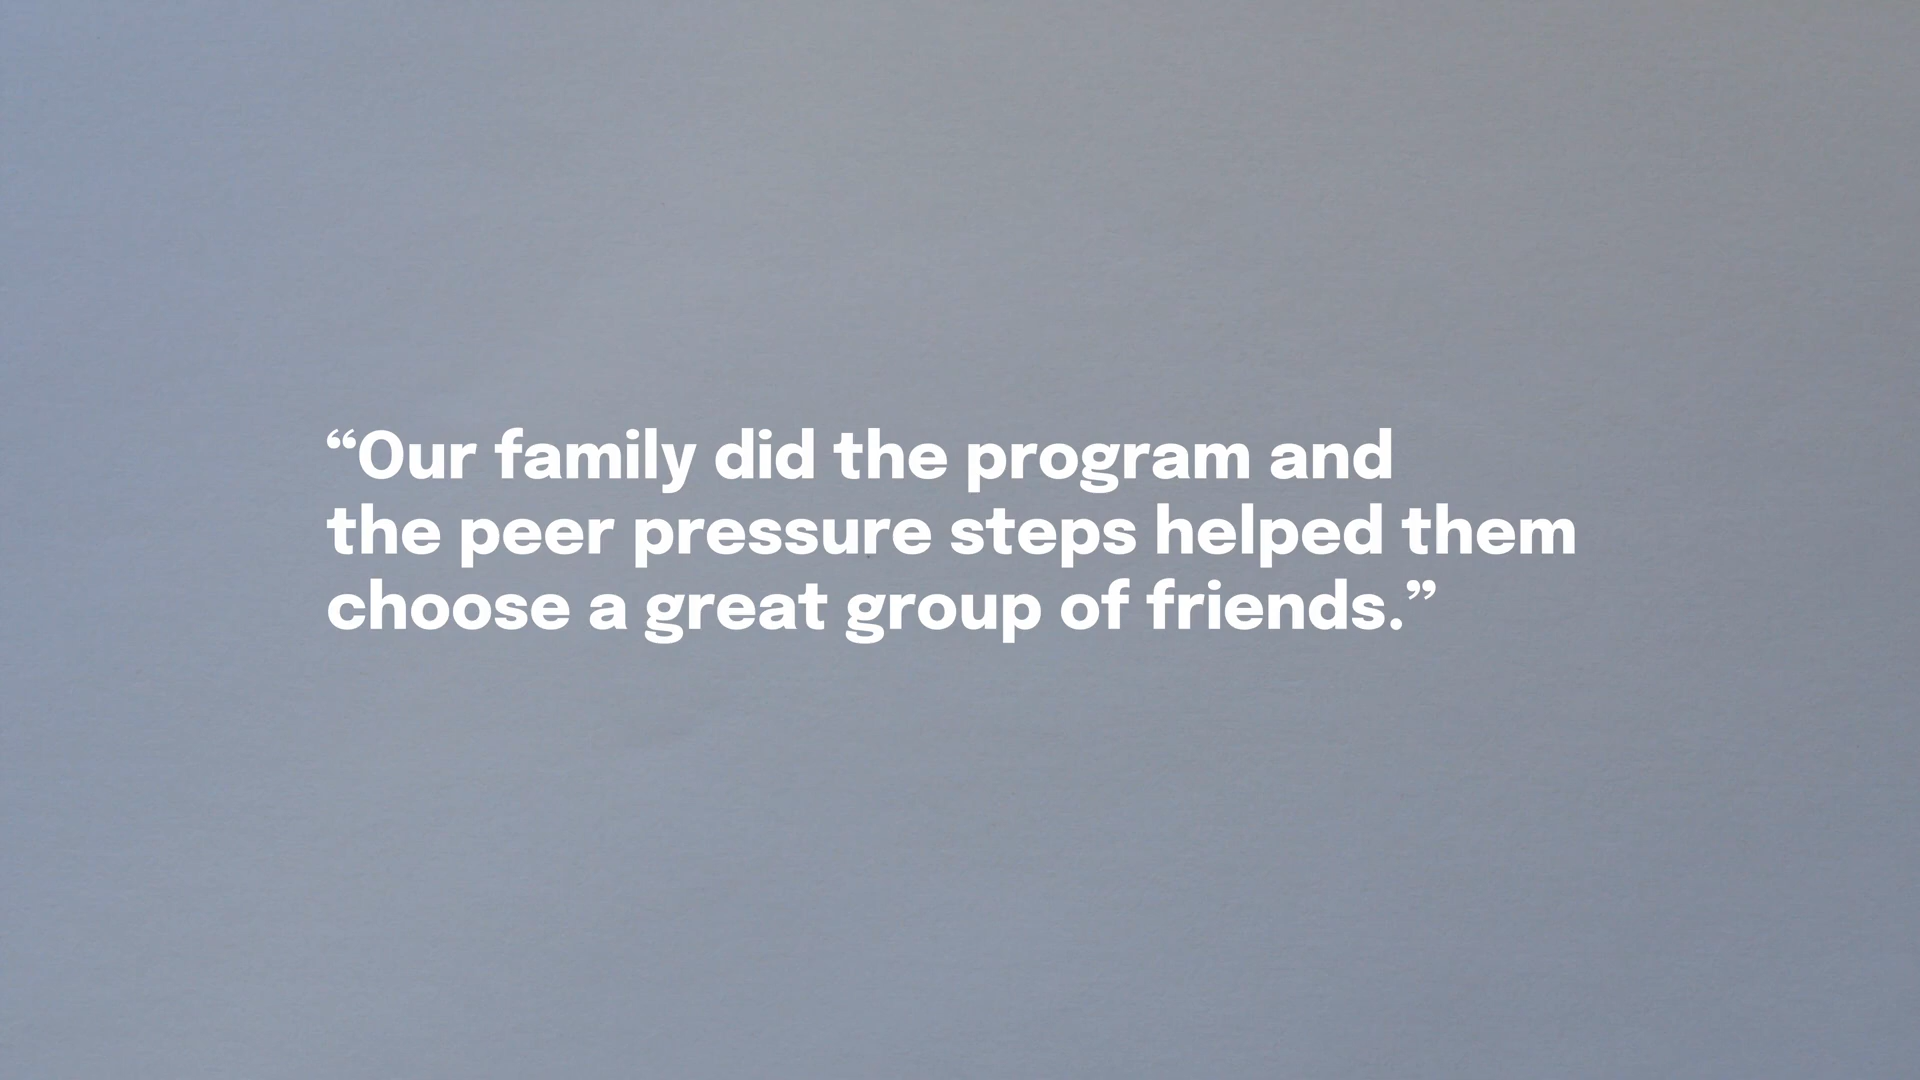 “Our family did the program and
the peer pressure steps helped them
choose a great group of friends.”